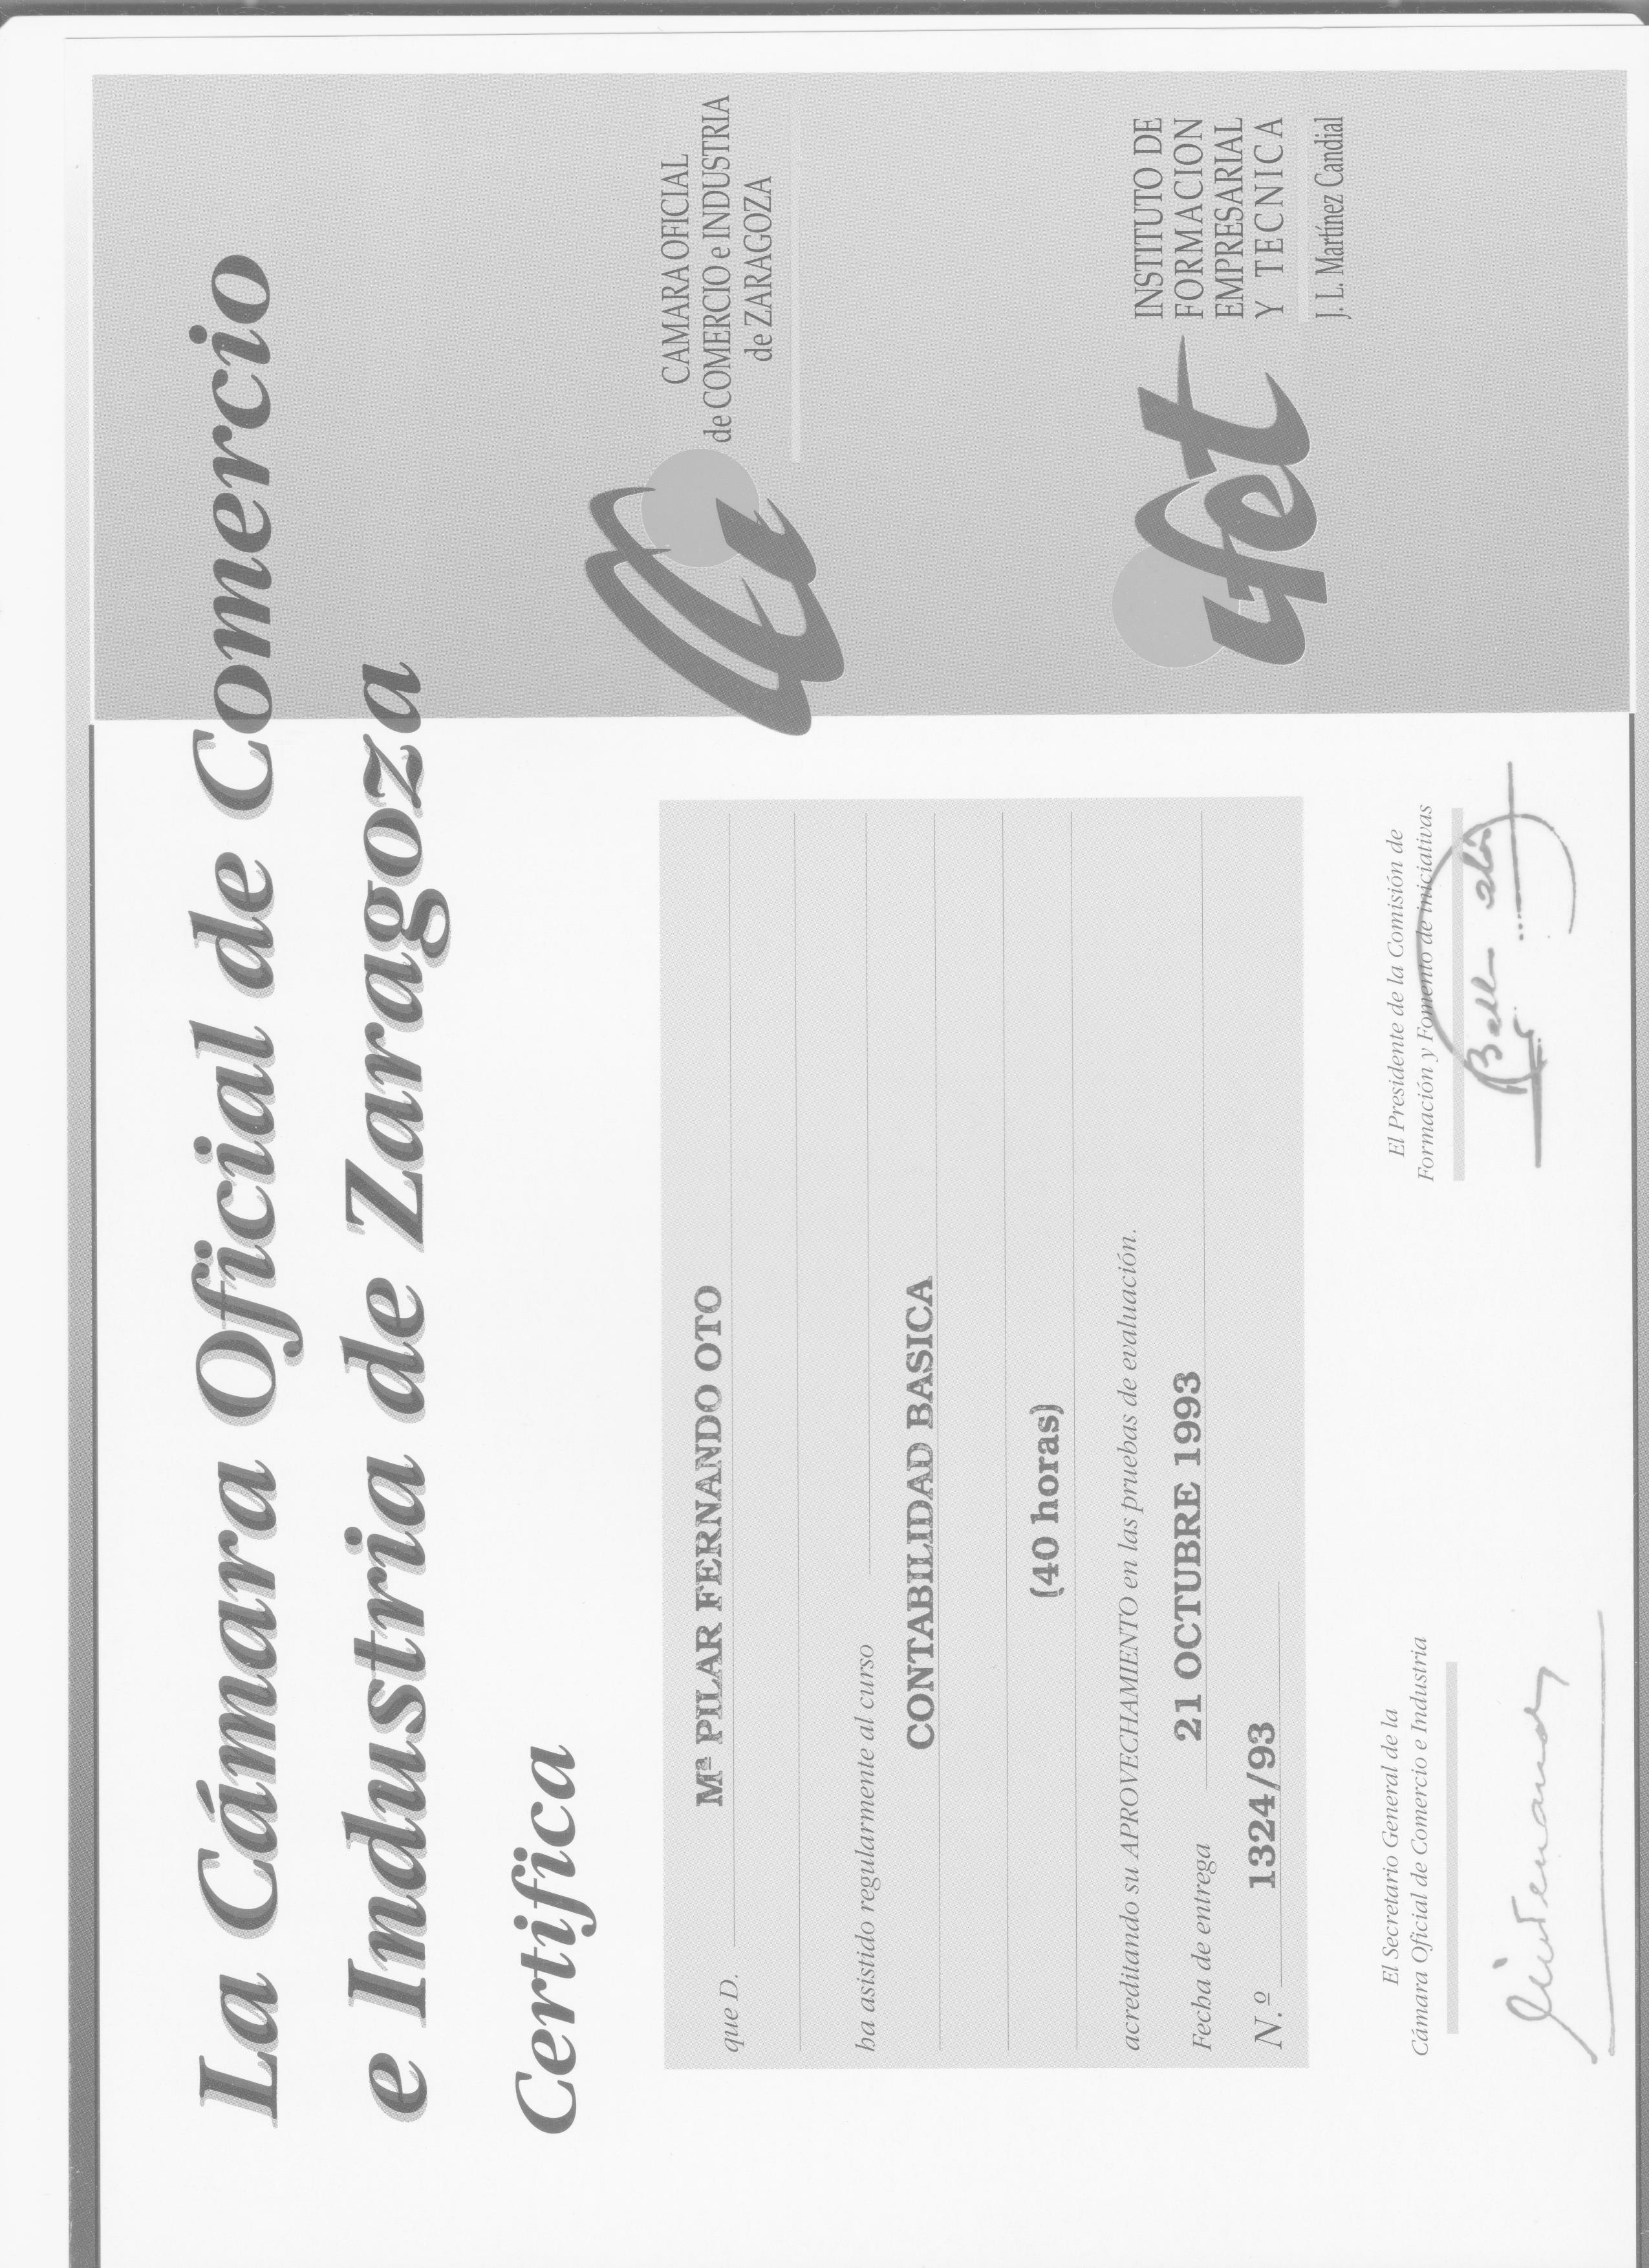 La Cámara Oficial de Comercio
e Industria de Zaragoza
Certifica
CAMARA OFICIAL
de COMERCIO e INDUSTRIA
de ZARAGOZA
INSTITUTO DE
FORMACION
EMPRESARIAL
Y TECNICA
J. L. Martínez Candial
ifet
que D. Mª PILAR FERNANDO OTO
ha asistido regularmente al curso
CONTABILIDAD BASICA
(40 horas)
acreditando su APROVECHAMIENTO en las pruebas de evaluación.
Fecha de entrega 21 OCTUBRE 1993
N.º 1324/93
El Secretario General de la
Cámara Oficial de Comercio e Industria
El Presidente de la Comisión de
Formación y Fomento de iniciativas